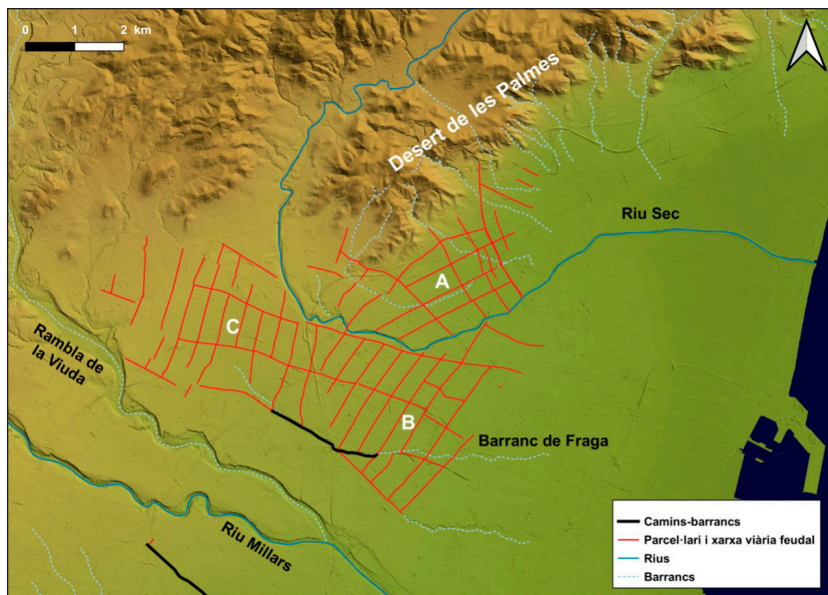 0 1 2 km
Desert de les Palmes
Riu Sec
A
C
Rambla de
la Viuda
B
Barranc de Fraga
Riu Millars
Camins-barrancs
Parcel·lari i xarxa viària feudal
Rius
Barrancs